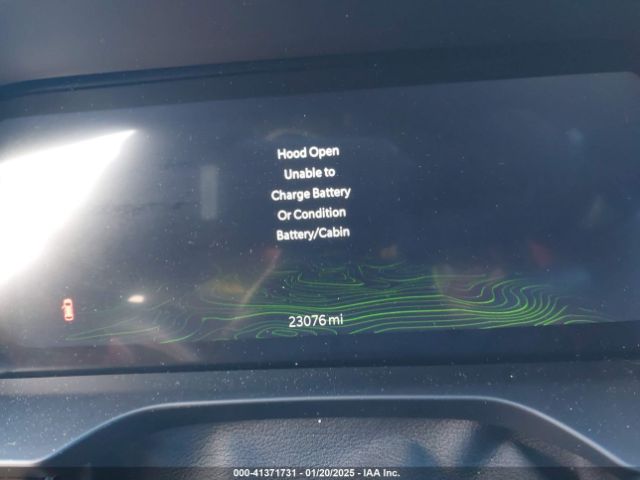 Hood Open
Unable to
Charge Battery
Or Condition
Battery/Cabin
23076 mi
000-41371731 - 01/20/2025 - IAA Inc.